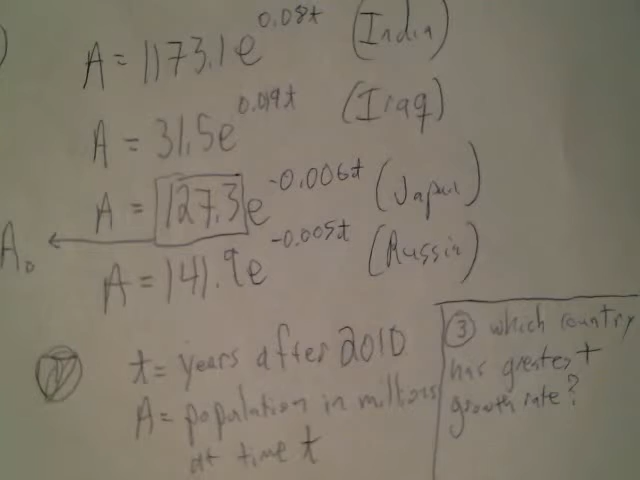 )
A = 1173.1e^0.08t (India)
A = 31.5e^0.019t (Iraq)
A = 127.3e^-0.006t (Japan)
A₀
A = 141.9e^-0.005t (Russia)
t = years after 2010
A = population in millions
at time t
③ which country
has greatest
growth rate?